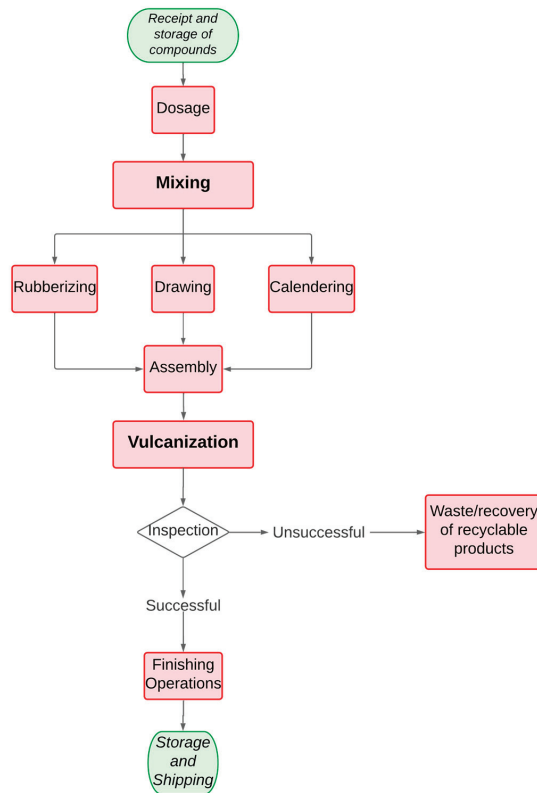 Receipt and
storage of
compounds
Dosage
Mixing
Rubberizing
Drawing
Calendering
Assembly
Vulcanization
Inspection
Unsuccessful
Waste/recovery
of recyclable
products
Successful
Finishing
Operations
Storage
and
Shipping